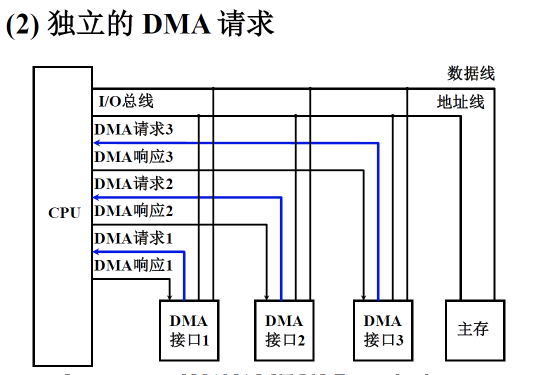 (2) 独立的 DMA 请求
数据线
I/O总线
地址线
DMA请求3
DMA响应3
DMA请求2
CPU
DMA响应2
DMA请求1
DMA响应1
DMA
接口1
DMA
接口2
DMA
接口3
主存